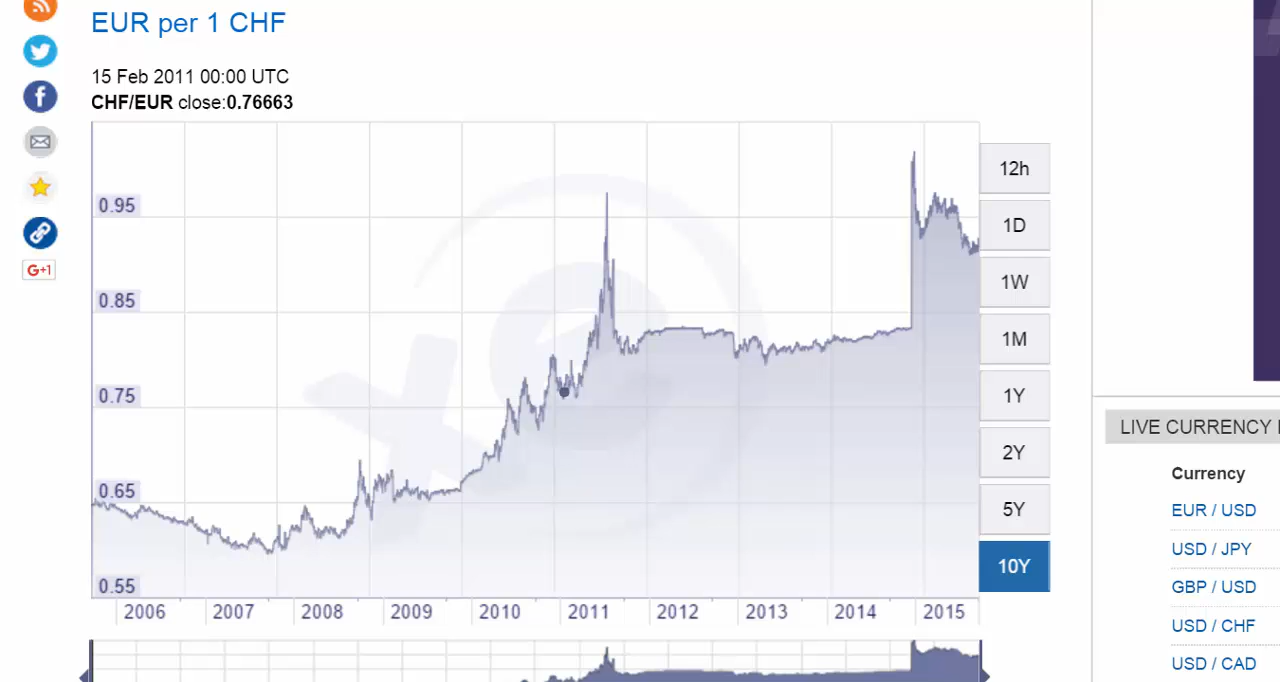 EUR per 1 CHF
15 Feb 2011 00:00 UTC
CHF/EUR close:0.76663
0.95
0.85
0.75
0.65
0.55
2006 2007 2008 2009 2010 2011 2012 2013 2014 2015
12h
1D
1W
1M
1Y
2Y
5Y
10Y
G+1
xe
LIVE CURRENCY
Currency
EUR / USD
USD / JPY
GBP / USD
USD / CHF
USD / CAD